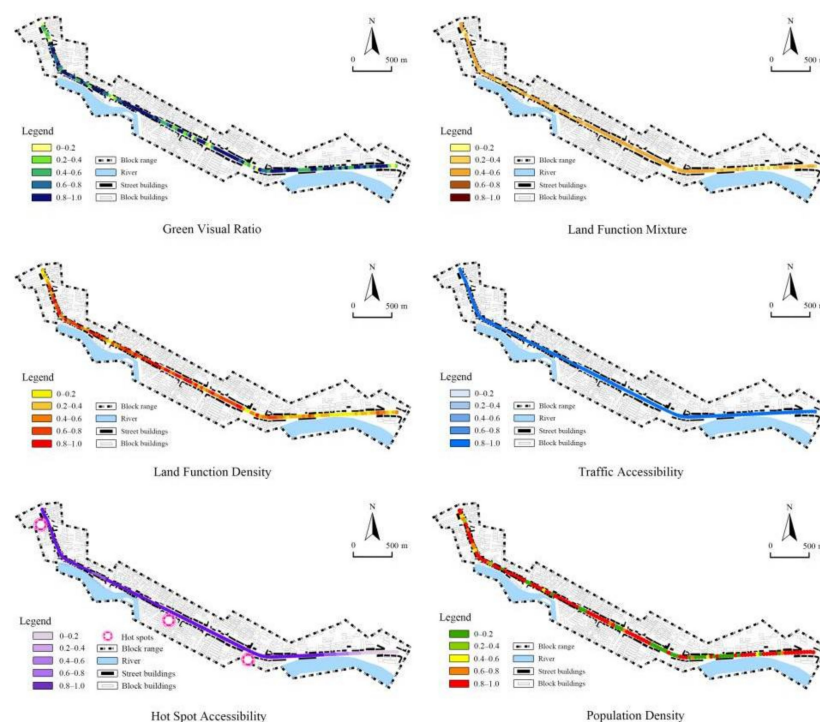 N
0 500 m
Legend
0–0.2
0.2–0.4 Block range
0.4–0.6 River
0.6–0.8 Street buildings
0.8–1.0 Block buildings
Green Visual Ratio
N
0 500 m
Legend
0–0.2
0.2–0.4 Block range
0.4–0.6 River
0.6–0.8 Street buildings
0.8–1.0 Block buildings
Land Function Mixture
N
0 500 m
Legend
0–0.2
0.2–0.4 Block range
0.4–0.6 River
0.6–0.8 Street buildings
0.8–1.0 Block buildings
Land Function Density
N
0 500 m
Legend
0–0.2
0.2–0.4 Block range
0.4–0.6 River
0.6–0.8 Street buildings
0.8–1.0 Block buildings
Traffic Accessibility
N
0 500 m
Legend
0–0.2 Hot spots
0.2–0.4 Block range
0.4–0.6 River
0.6–0.8 Street buildings
0.8–1.0 Block buildings
Hot Spot Accessibility
N
0 500 m
Legend
0–0.2
0.2–0.4 Block range
0.4–0.6 River
0.6–0.8 Street buildings
0.8–1.0 Block buildings
Population Density